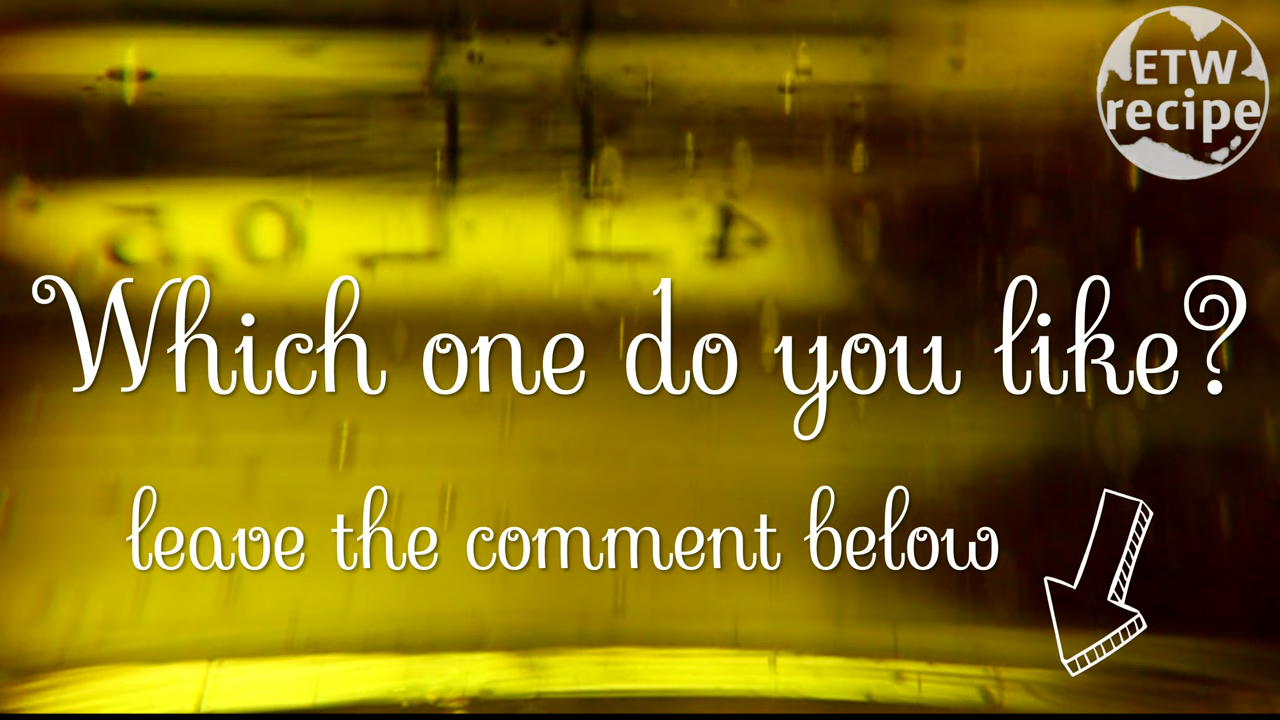 ETW
recipe
Which one do you like?
leave the comment below